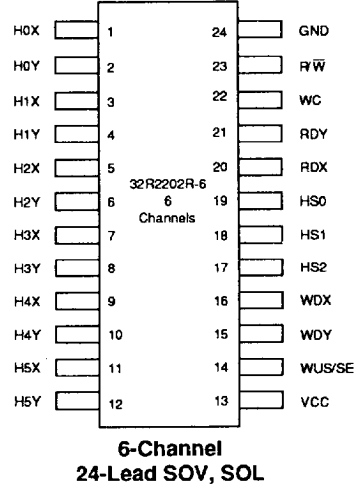 H0X 1 24 GND
H0Y 2 23 R/W̅
H1X 3 22 WC
H1Y 4 21 RDY
H2X 5 20 RDX
32R2202R-6
H2Y 6 6 19 HS0
Channels
H3X 7 18 HS1
H3Y 8 17 HS2
H4X 9 16 WDX
H4Y 10 15 WDY
H5X 11 14 WUS/SE
H5Y 12 13 VCC
6-Channel
24-Lead SOV, SOL